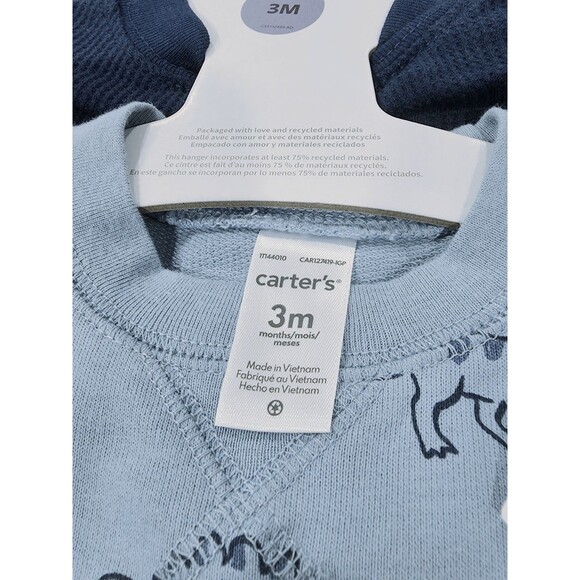 3M
Packaged with love and recycled materials
Emballé avec amour et avec des matériaux recyclés
Empacado con amor y materiales reciclados
This hanger incorporates at least 75% recycled materials
Ce cintre est fait d'au moins 75 % de matériaux recyclés
En este gancho se incorporan por lo menos 75% de materiales reciclados.
11144010 CAR127419-IGP
carter's®
3m
months/mois/
meses
Made in Vietnam
Fabriqué au Vietnam
Hecho en Vietnam